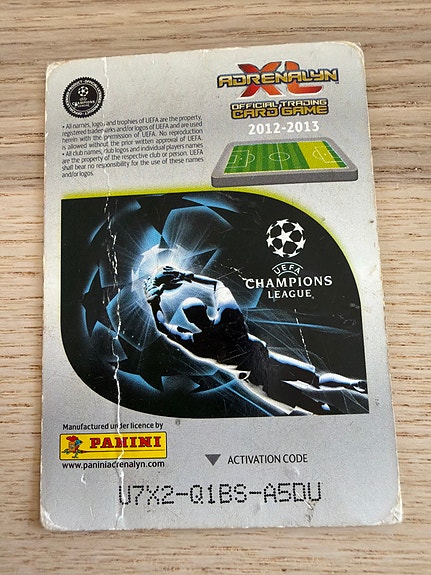 UEFA
CHAMPIONS
LEAGUE
ADRENALYN
XL
OFFICIAL TRADING
CARD GAME
2012-2013
• All names, logos and trophies of UEFA are the property,
registered trademarks and/or logos of UEFA and are used
herein with the permission of UEFA. No reproduction
is allowed without the prior written approval of UEFA.
• All club names, club logos and individual players names
are the property of the respective club or person. UEFA
shall bear no responsibility for the use of these names
and/or logos.
UEFA
CHAMPIONS
LEAGUE
Manufactured under licence by
PANINI
www.paniniadrenalyn.com
ACTIVATION CODE
U7X2-Q1BS-A5DU